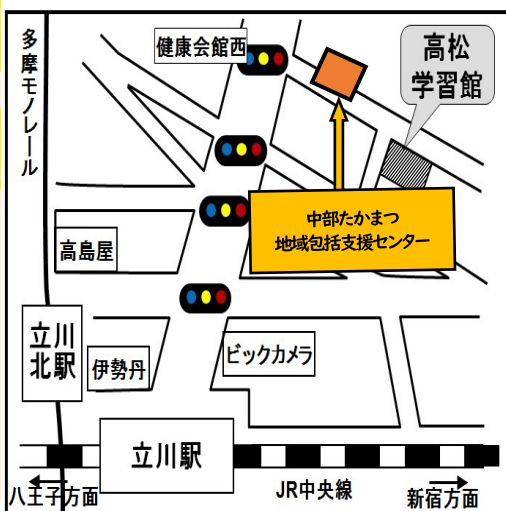 多摩モノレール
健康会館西
高松
学習館
中部たかまつ
地域包括支援センター
高島屋
立川
北駅
伊勢丹
ビックカメラ
立川駅
八王子方面
JR中央線
新宿方面